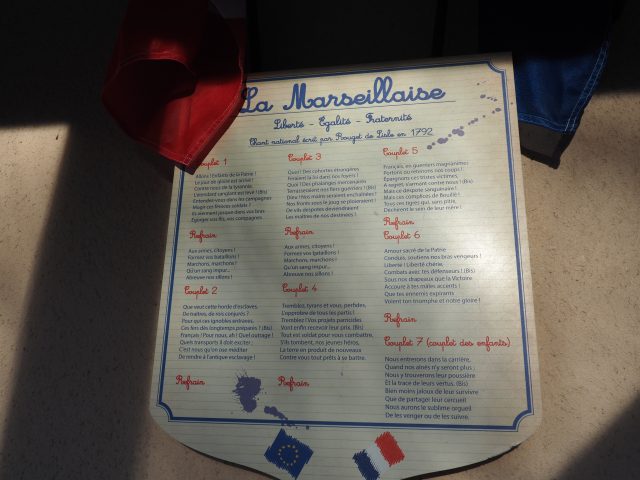 La Marseillaise
Liberté - Egalité - Fraternité
Chant national écrit par Rouget de Lisle en 1792
Couplet 1
Allons ! Enfants de la Patrie !
Le jour de gloire est arrivé !
Contre nous de la tyrannie,
L'étendard sanglant est levé ! (Bis)
Entendez-vous dans les campagnes
Mugir ces féroces soldats ?
Ils viennent jusque dans vos bras
Egorger vos fils, vos compagnes.
Refrain
Aux armes, citoyens !
Formez vos bataillons !
Marchons, marchons !
Qu'un sang impur...
Abreuve nos sillons !
Couplet 2
Que veut cette horde d'esclaves,
De traîtres, de rois conjurés ?
Pour qui ces ignobles entraves,
Ces fers dès longtemps préparés ! (Bis)
Français ! Pour nous, ah ! Quel outrage !
Quels transports il doit exciter ;
C'est nous qu'on ose méditer
De rendre à l'antique esclavage !
Refrain
Couplet 3
Quoi ! Des cohortes étrangères
Feraient la loi dans nos foyers !
Quoi ! Des phalanges mercenaires
Terrasseraient nos fiers guerriers ! (Bis)
Dieu ! Nos mains seraient enchaînées !
Nos fronts sous le joug se ploieraient !
De vils despotes deviendraient
Les maîtres de nos destinées !
Refrain
Aux armes, citoyens !
Formez vos bataillons !
Marchons, marchons !
Qu'un sang impur...
Abreuve nos sillons !
Couplet 4
Tremblez, tyrans et vous, perfides,
L'opprobre de tous les partis !
Tremblez ! Vos projets parricides
Vont enfin recevoir leur prix. (Bis)
Tout est soldat pour vous combattre.
S'ils tombent, nos jeunes héros,
La terre en produit de nouveaux
Contre vous tout prêts à se battre.
Refrain
Couplet 5
Français, en guerriers magnanimes
Portons ou retenons nos coups !
Epargnons ces tristes victimes,
A regret, s'armant contre nous ! (Bis)
Mais ce despote sanguinaire !
Mais ces complices de Bouillé !
Tous ces tigres qui, sans pitié,
Déchirent le sein de leur mère !
Refrain
Couplet 6
Amour sacré de la Patrie
Conduis, soutiens nos bras vengeurs !
Liberté ! Liberté chérie,
Combats avec tes défenseurs ! (Bis)
Sous nos drapeaux que la Victoire
Accoure à tes mâles accents !
Que tes ennemis expirants
Voient ton triomphe et notre gloire !
Refrain
Couplet 7 (couplet des enfants)
Nous entrerons dans la carrière,
Quand nos aînés n'y seront plus ;
Nous y trouverons leur poussière
Et la trace de leurs vertus. (Bis)
Bien moins jaloux de leur survivre
Que de partager leur cercueil
Nous aurons le sublime orgueil
De les venger ou de les suivre.